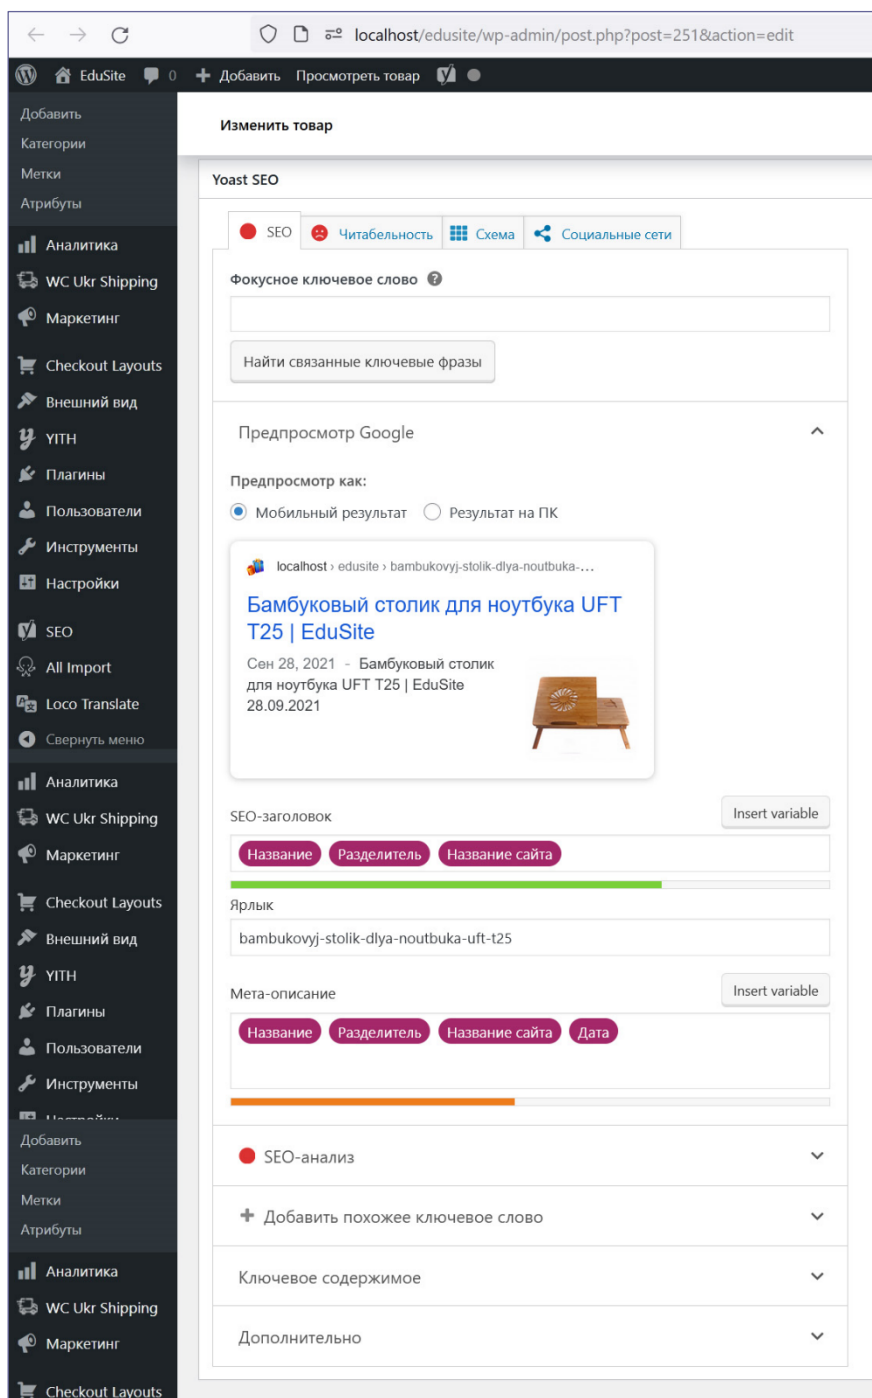 localhost/edusite/wp-admin/post.php?post=251&action=edit
EduSite 0 Добавить Просмотреть товар
Добавить
Категории
Метки
Атрибуты
Аналитика
WC Ukr Shipping
Маркетинг
Checkout Layouts
Внешний вид
YITH
Плагины
Пользователи
Инструменты
Настройки
SEO
All Import
Loco Translate
Свернуть меню
Аналитика
WC Ukr Shipping
Маркетинг
Checkout Layouts
Внешний вид
YITH
Плагины
Пользователи
Инструменты
Настройки
Добавить
Категории
Метки
Атрибуты
Аналитика
WC Ukr Shipping
Маркетинг
Checkout Layouts
Изменить товар
Yoast SEO
SEO Читабельность Схема Социальные сети
Фокусное ключевое слово
Найти связанные ключевые фразы
Предпросмотр Google
Предпросмотр как:
Мобильный результат Результат на ПК
localhost › edusite › bambukovyj-stolik-dlya-noutbuka-…
Бамбуковый столик для ноутбука UFT
T25 | EduSite
Сен 28, 2021 - Бамбуковый столик
для ноутбука UFT T25 | EduSite
28.09.2021
SEO-заголовок Insert variable
Название Разделитель Название сайта
Ярлык
bambukovyj-stolik-dlya-noutbuka-uft-t25
Мета-описание Insert variable
Название Разделитель Название сайта Дата
SEO-анализ
Добавить похожее ключевое слово
Ключевое содержимое
Дополнительно